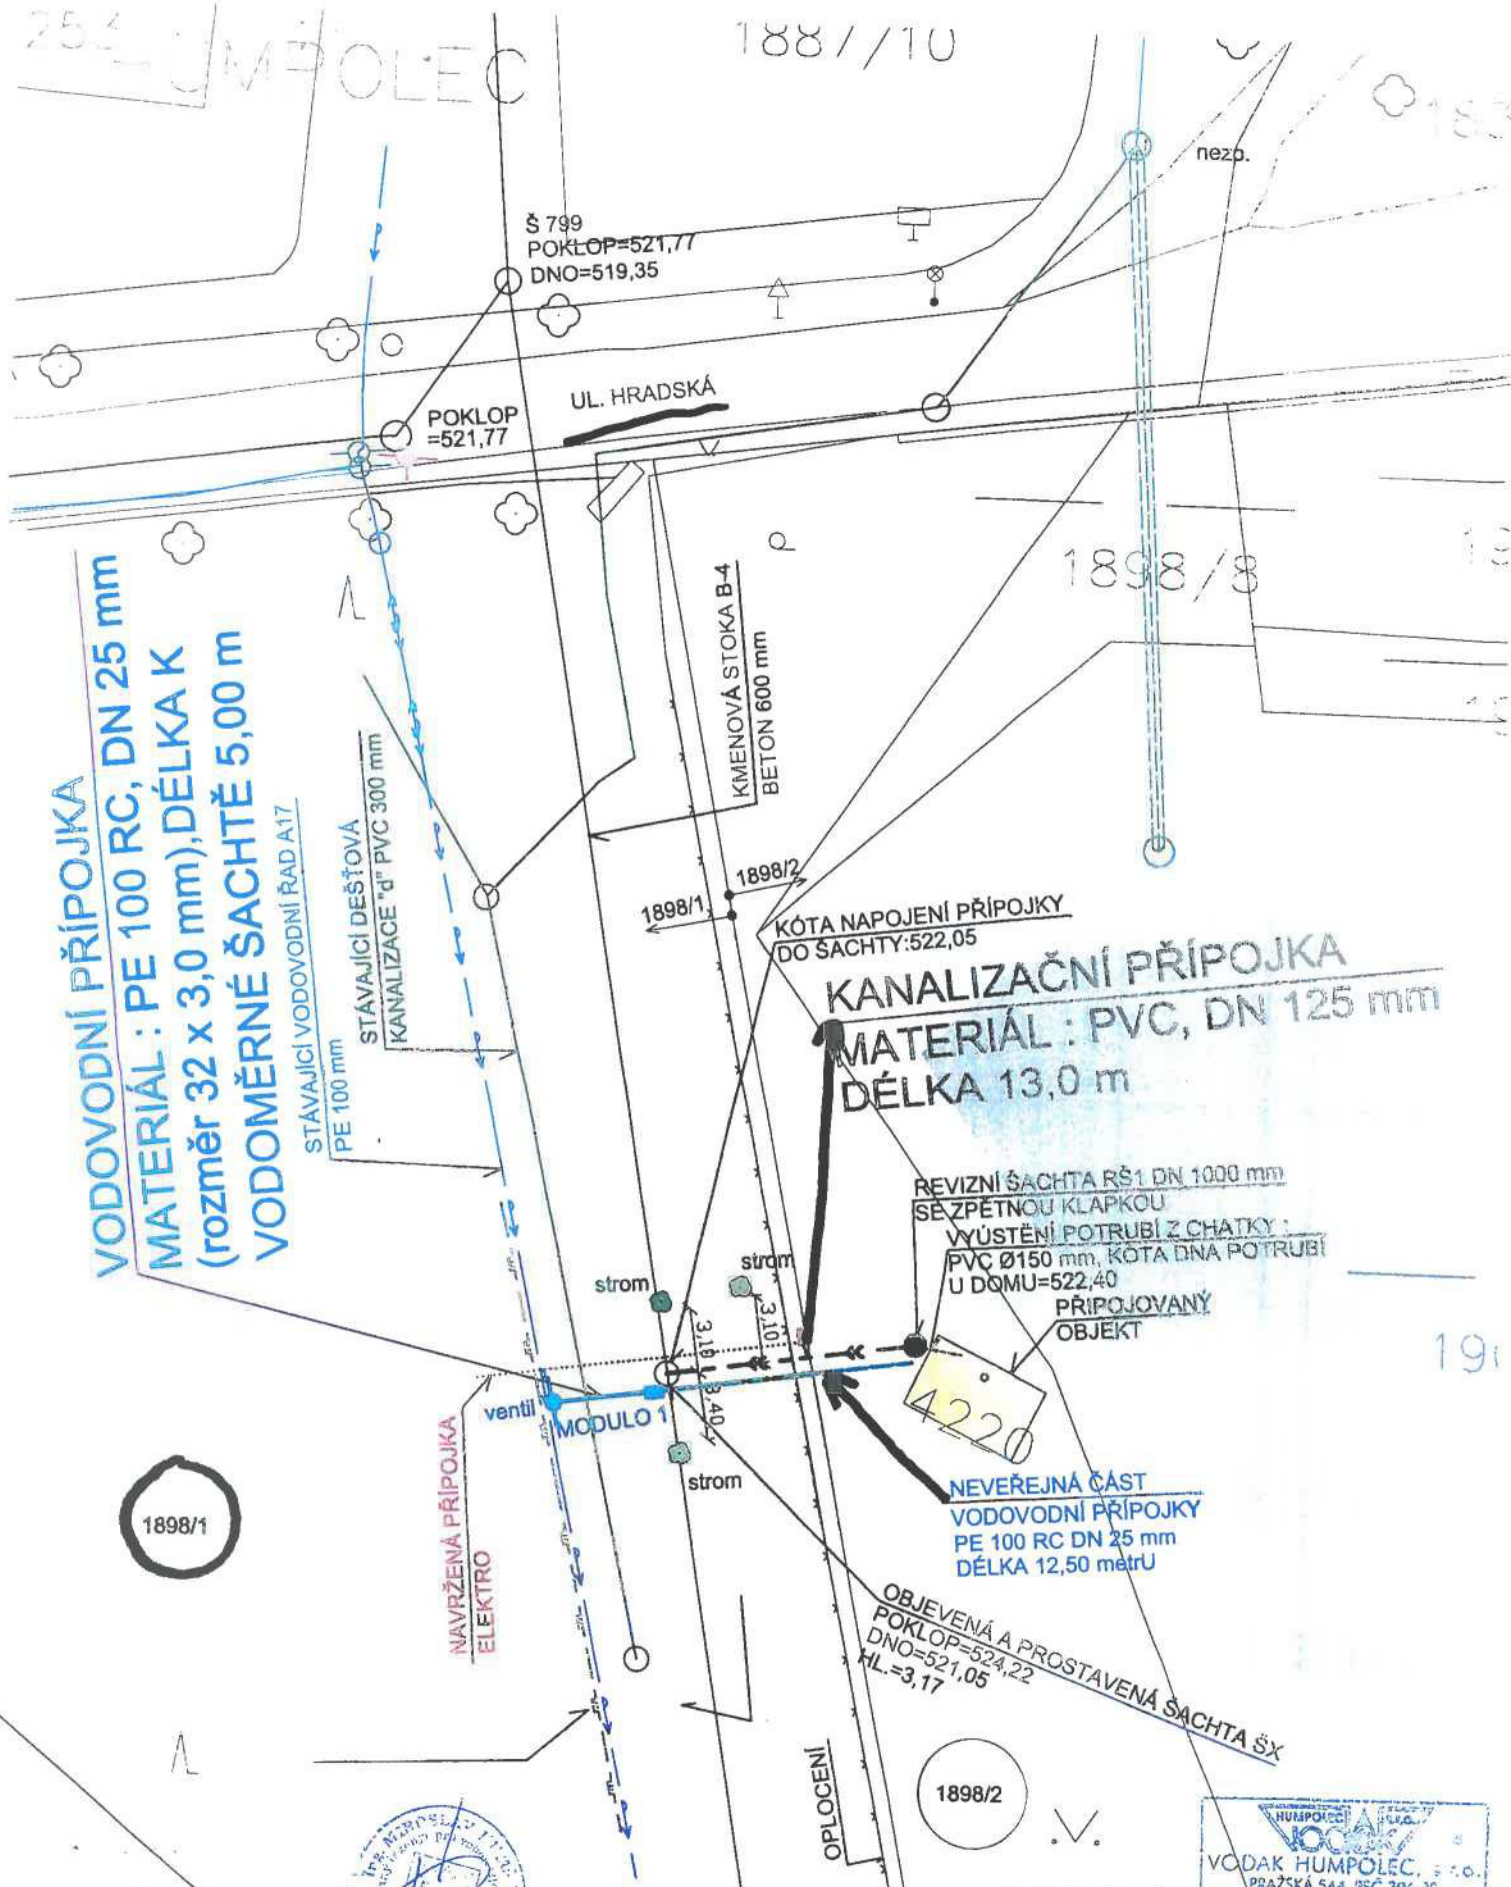 HUMPOLEC
1887/10
nezp.
Š 799
POKLOP=521,77
DNO=519,35
UL. HRADSKÁ
POKLOP
=521,77
1898/8
VODOVODNÍ PŘÍPOJKA
MATERIÁL : PE 100 RC, DN 25 mm
(rozměr 32 x 3,0 mm),DÉLKA K
VODOMĚRNÉ ŠACHTĚ 5,00 m
STÁVAJÍCÍ VODOVODNÍ ŘAD A17
PE 100 mm
STÁVAJÍCÍ DEŠŤOVÁ
KANALIZACE "d" PVC 300 mm
KMENOVÁ STOKA B-4
BETON 600 mm
1898/2
1898/1
KÓTA NAPOJENÍ PŘÍPOJKY
DO ŠACHTY:522,05
KANALIZAČNÍ PŘÍPOJKA
MATERIÁL : PVC, DN 125 mm
DÉLKA 13,0 m
REVIZNÍ ŠACHTA RŠ1 DN 1000 mm
SE ZPĚTNOU KLAPKOU
VYÚSTĚNÍ POTRUBÍ Z CHATKY :
PVC Ø150 mm, KÓTA DNA POTRUBÍ
U DOMU=522,40
PŘIPOJOVANÝ
OBJEKT
strom
strom
3,10
3,10
3,40
4220
ventil
MODULO 1
strom
NAVRŽENÁ PŘÍPOJKA
ELEKTRO
1898/1
NEVEŘEJNÁ ČÁST
VODOVODNÍ PŘÍPOJKY
PE 100 RC DN 25 mm
DÉLKA 12,50 metrU
OBJEVENÁ A PROSTAVENÁ ŠACHTA ŠX
POKLOP=524,22
DNO=521,05
HL.=3,17
OPLOCENÍ
1898/2
HUMPOLEC
VODAK HUMPOLEC, s.r.o.